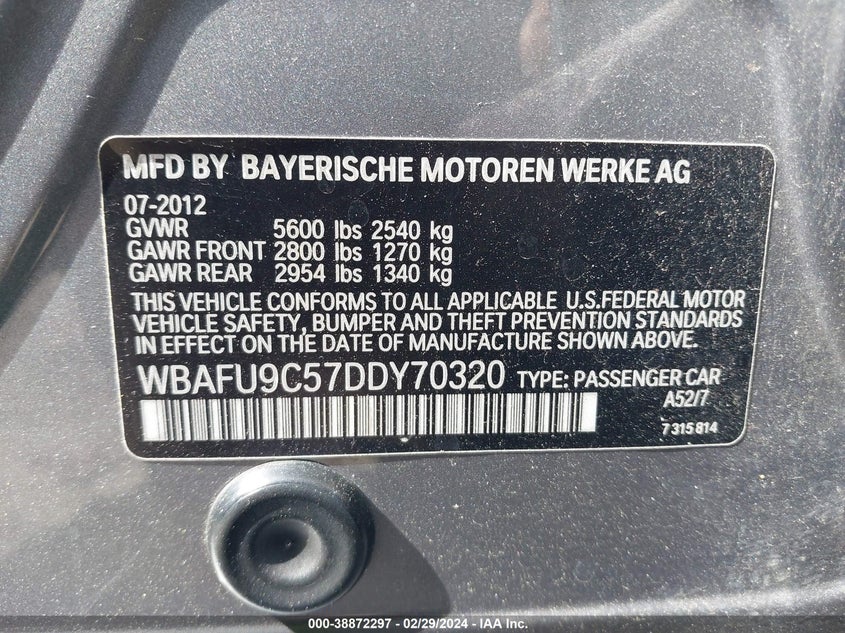 MFD BY BAYERISCHE MOTOREN WERKE AG
07-2012
GVWR 5600 lbs 2540 kg
GAWR FRONT 2800 lbs 1270 kg
GAWR REAR 2954 lbs 1340 kg
THIS VEHICLE CONFORMS TO ALL APPLICABLE U.S.FEDERAL MOTOR
VEHICLE SAFETY, BUMPER AND THEFT PREVENTION STANDARDS
IN EFFECT ON THE DATE OF MANUFACTURE SHOWN ABOVE.
WBAFU9C57DDY70320 TYPE: PASSENGER CAR
A52/7
7 315 814
000-38872297 - 02/29/2024 - IAA Inc.